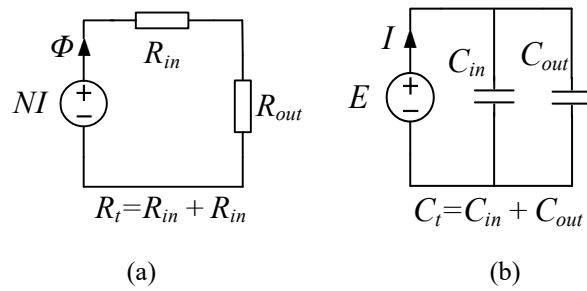 Φ
R_in
+
NI
−
R_out
R_t=R_in + R_in
(a)
I
C_in
C_out
+
E
−
C_t=C_in + C_out
(b)